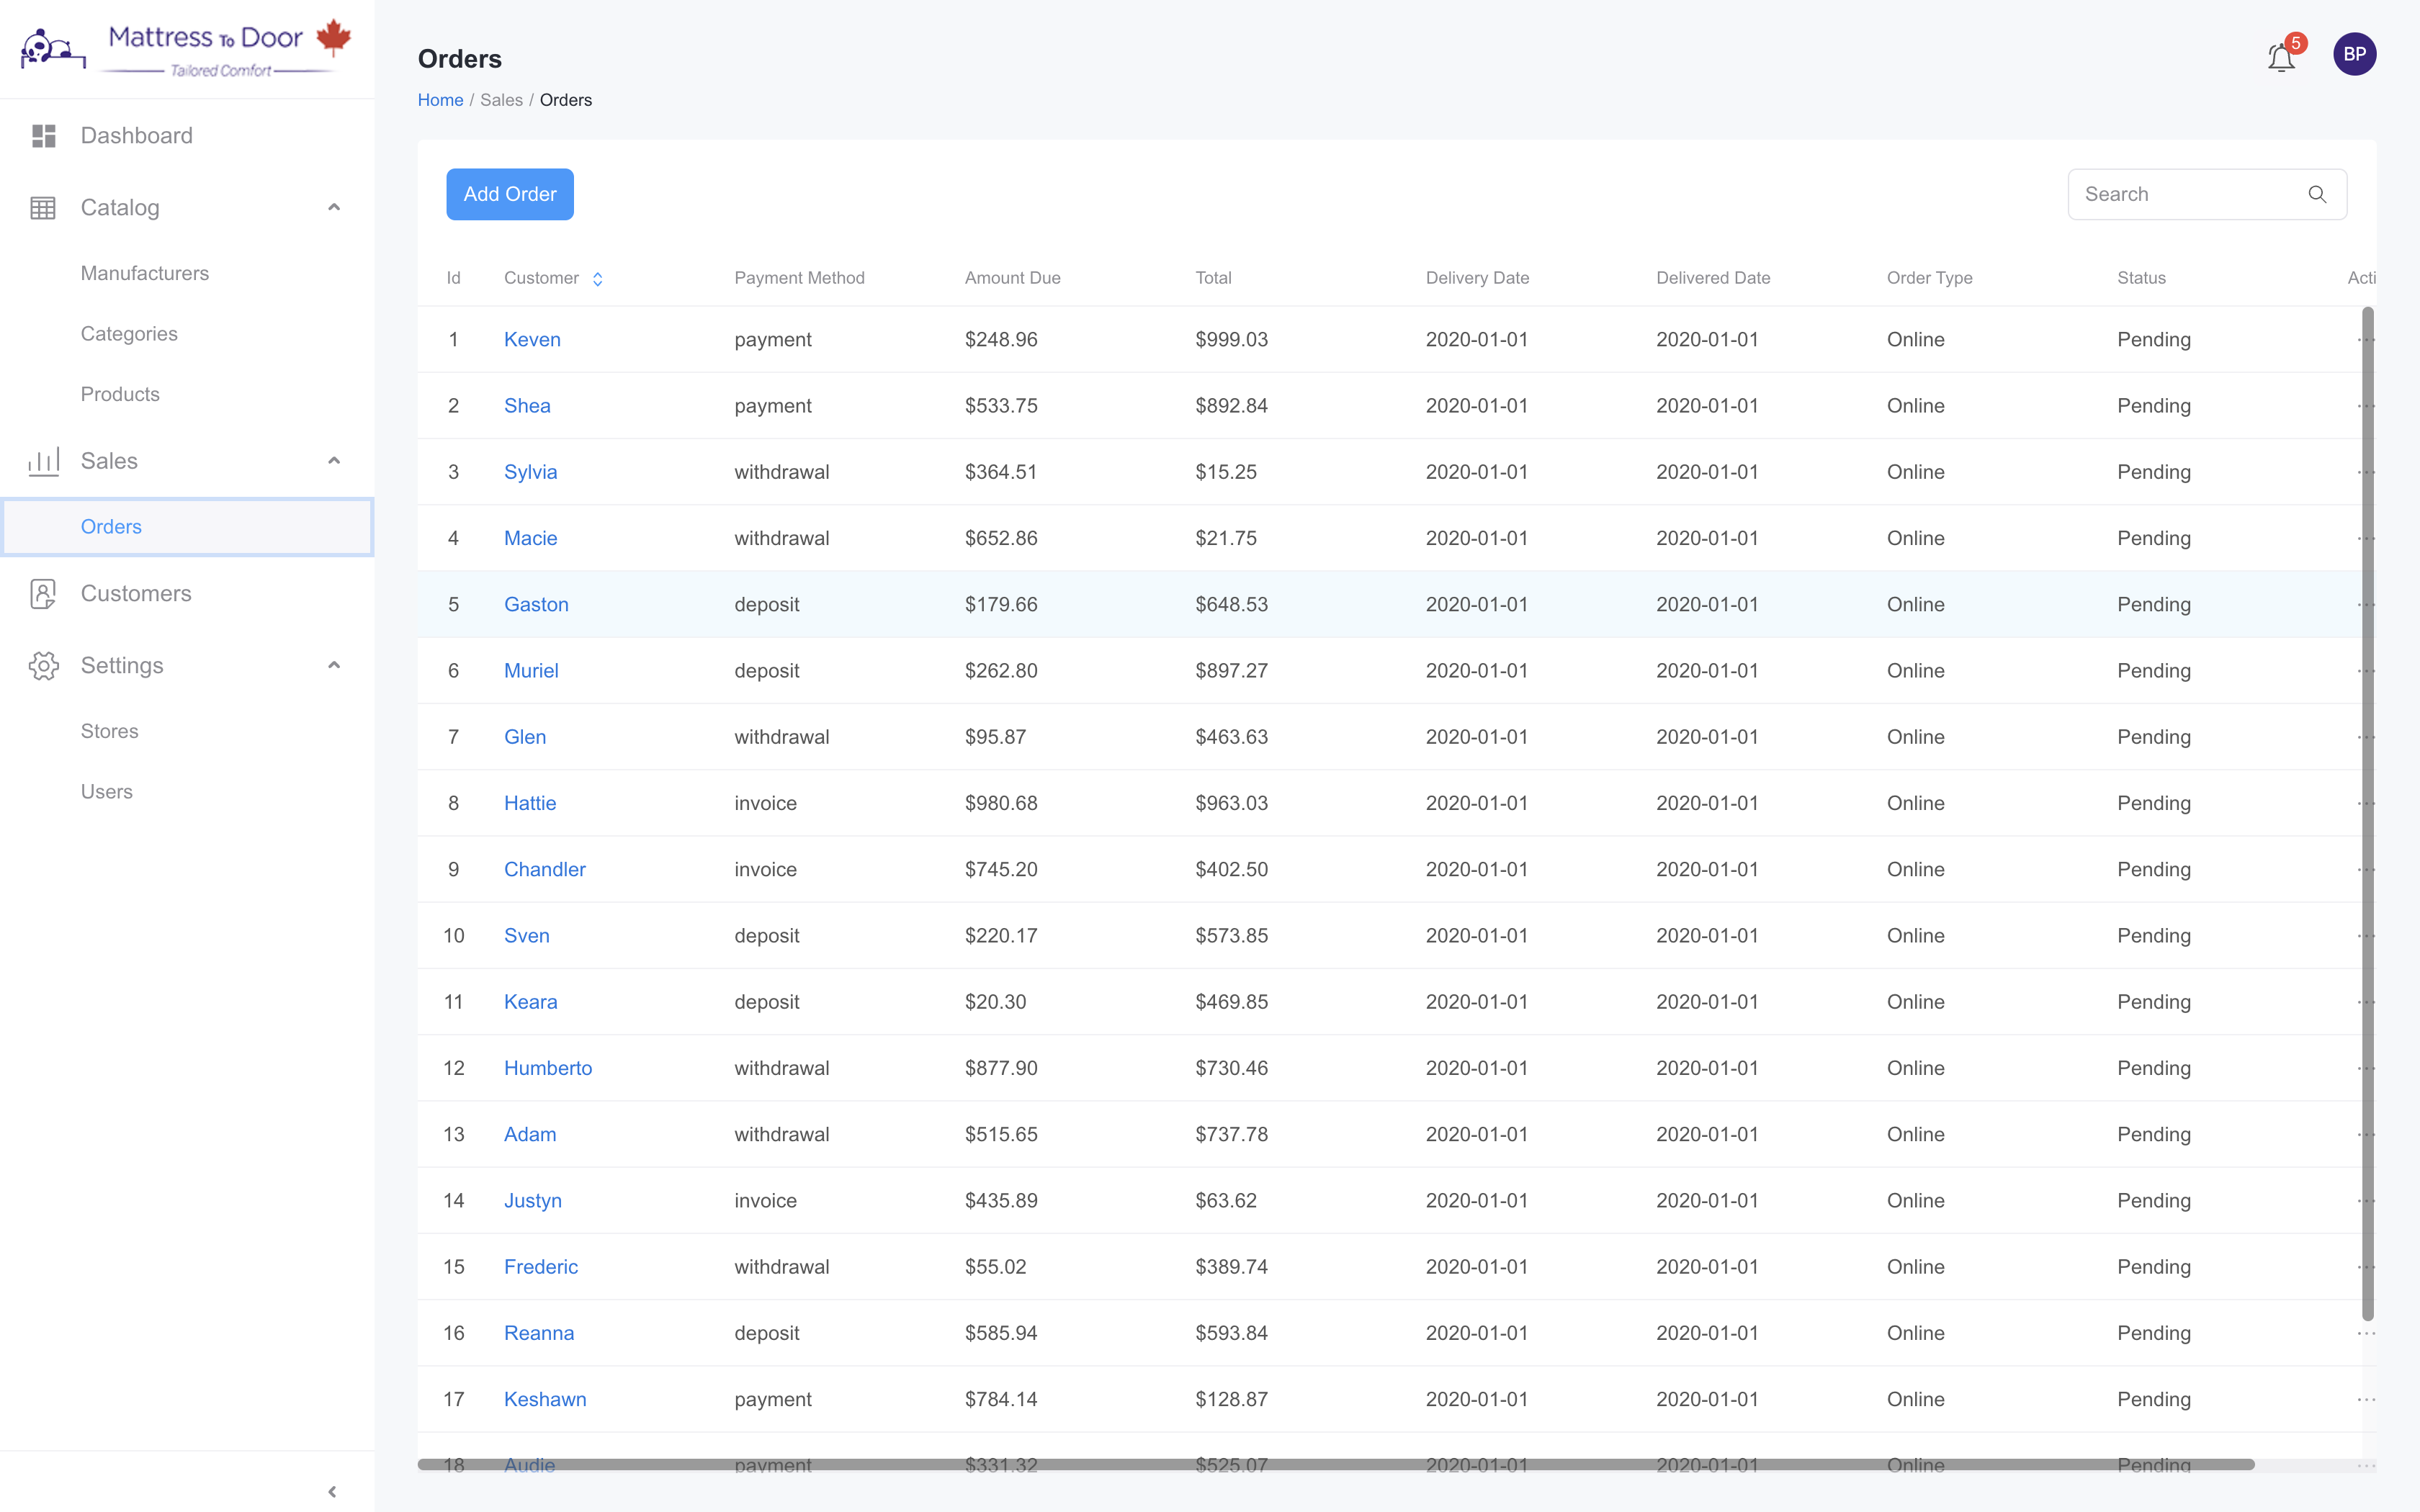 Mattress To Door
Tailored Comfort
Dashboard
Catalog
Manufacturers
Categories
Products
Sales
Orders
Customers
Settings
Stores
Users
Orders
Home / Sales / Orders
5
BP
Add Order
Search
Id Customer Payment Method Amount Due Total Delivery Date Delivered Date Order Type Status Acti
1 Keven payment $248.96 $999.03 2020-01-01 2020-01-01 Online Pending
2 Shea payment $533.75 $892.84 2020-01-01 2020-01-01 Online Pending
3 Sylvia withdrawal $364.51 $15.25 2020-01-01 2020-01-01 Online Pending
4 Macie withdrawal $652.86 $21.75 2020-01-01 2020-01-01 Online Pending
5 Gaston deposit $179.66 $648.53 2020-01-01 2020-01-01 Online Pending
6 Muriel deposit $262.80 $897.27 2020-01-01 2020-01-01 Online Pending
7 Glen withdrawal $95.87 $463.63 2020-01-01 2020-01-01 Online Pending
8 Hattie invoice $980.68 $963.03 2020-01-01 2020-01-01 Online Pending
9 Chandler invoice $745.20 $402.50 2020-01-01 2020-01-01 Online Pending
10 Sven deposit $220.17 $573.85 2020-01-01 2020-01-01 Online Pending
11 Keara deposit $20.30 $469.85 2020-01-01 2020-01-01 Online Pending
12 Humberto withdrawal $877.90 $730.46 2020-01-01 2020-01-01 Online Pending
13 Adam withdrawal $515.65 $737.78 2020-01-01 2020-01-01 Online Pending
14 Justyn invoice $435.89 $63.62 2020-01-01 2020-01-01 Online Pending
15 Frederic withdrawal $55.02 $389.74 2020-01-01 2020-01-01 Online Pending
16 Reanna deposit $585.94 $593.84 2020-01-01 2020-01-01 Online Pending
17 Keshawn payment $784.14 $128.87 2020-01-01 2020-01-01 Online Pending
18 Audie payment $331.32 $525.07 2020-01-01 2020-01-01 Online Pending